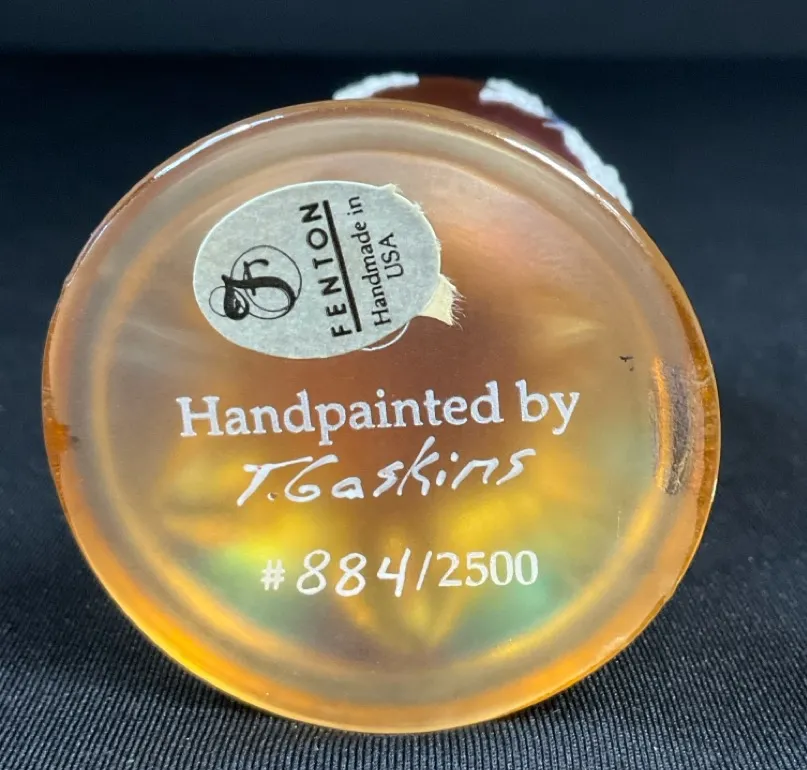 F
FENTON
Handmade in
USA
Handpainted by
T. Gaskins
#884/2500